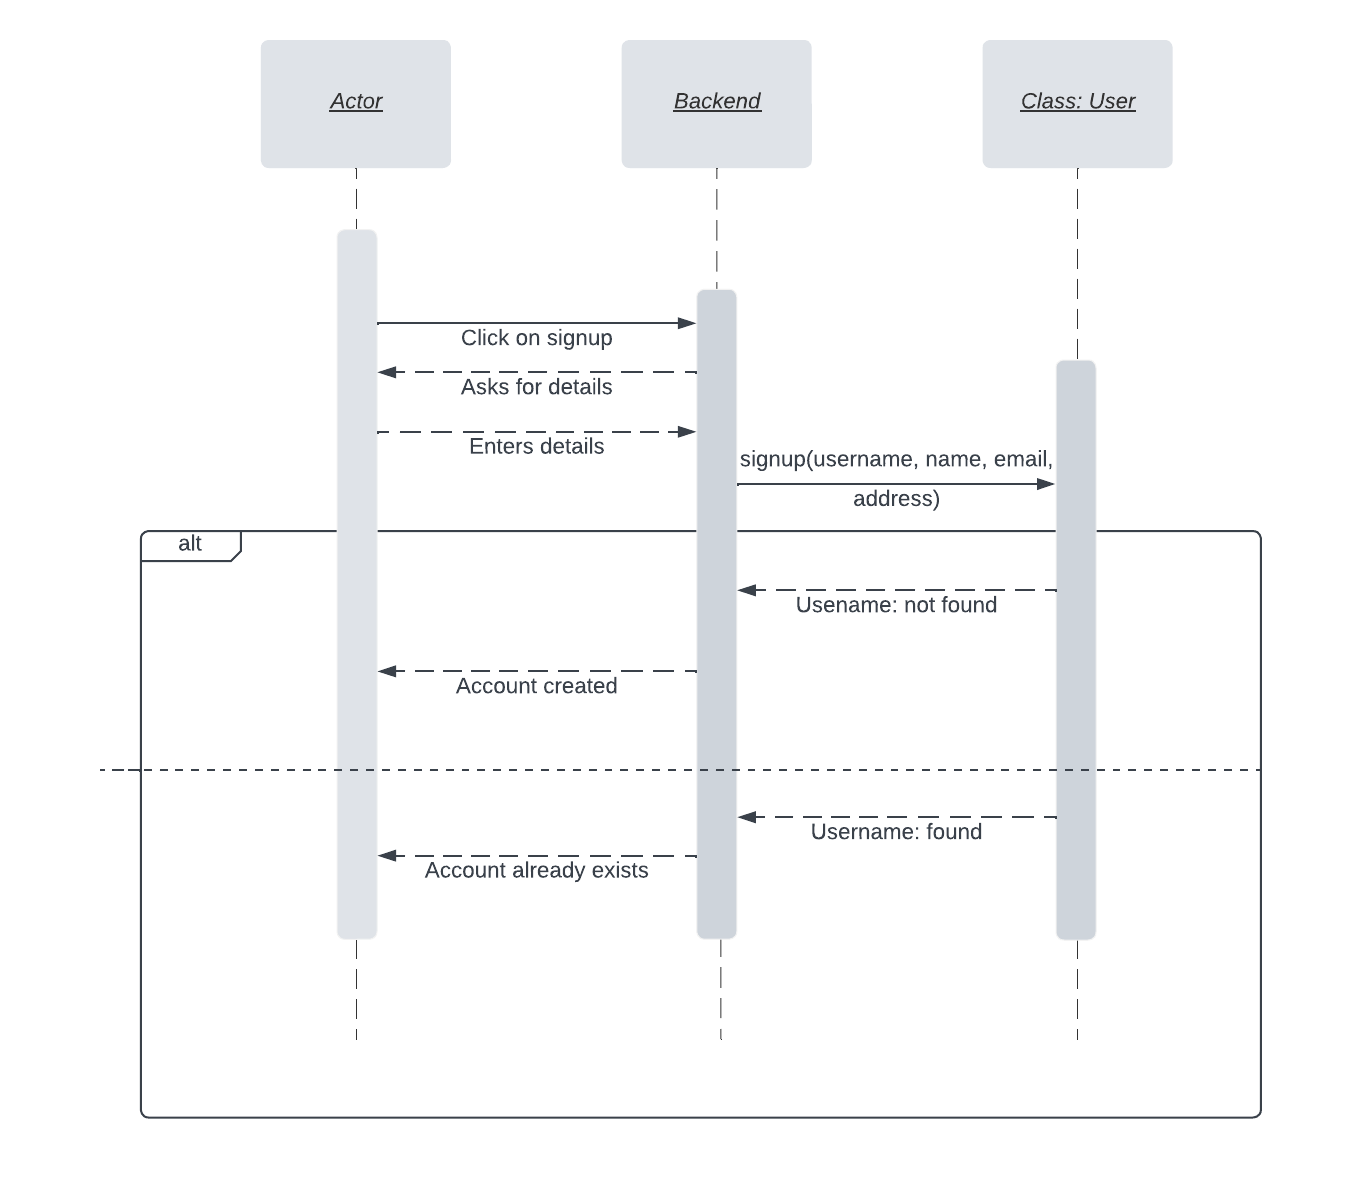 Actor
Backend
Class: User
Click on signup
Asks for details
Enters details
signup(username, name, email,
address)
alt
Usename: not found
Account created
Username: found
Account already exists